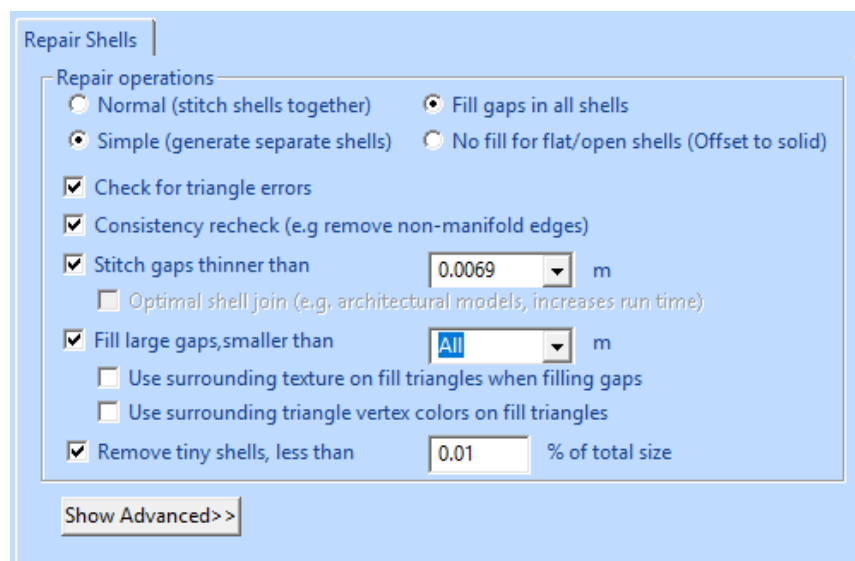 Repair Shells
Repair operations
Normal (stitch shells together) Fill gaps in all shells
Simple (generate separate shells) No fill for flat/open shells (Offset to solid)
Check for triangle errors
Consistency recheck (e.g remove non-manifold edges)
Stitch gaps thinner than 0.0069 m
Optimal shell join (e.g. architectural models, increases run time)
Fill large gaps,smaller than All m
Use surrounding texture on fill triangles when filling gaps
Use surrounding triangle vertex colors on fill triangles
Remove tiny shells, less than 0.01 % of total size
Show Advanced>>